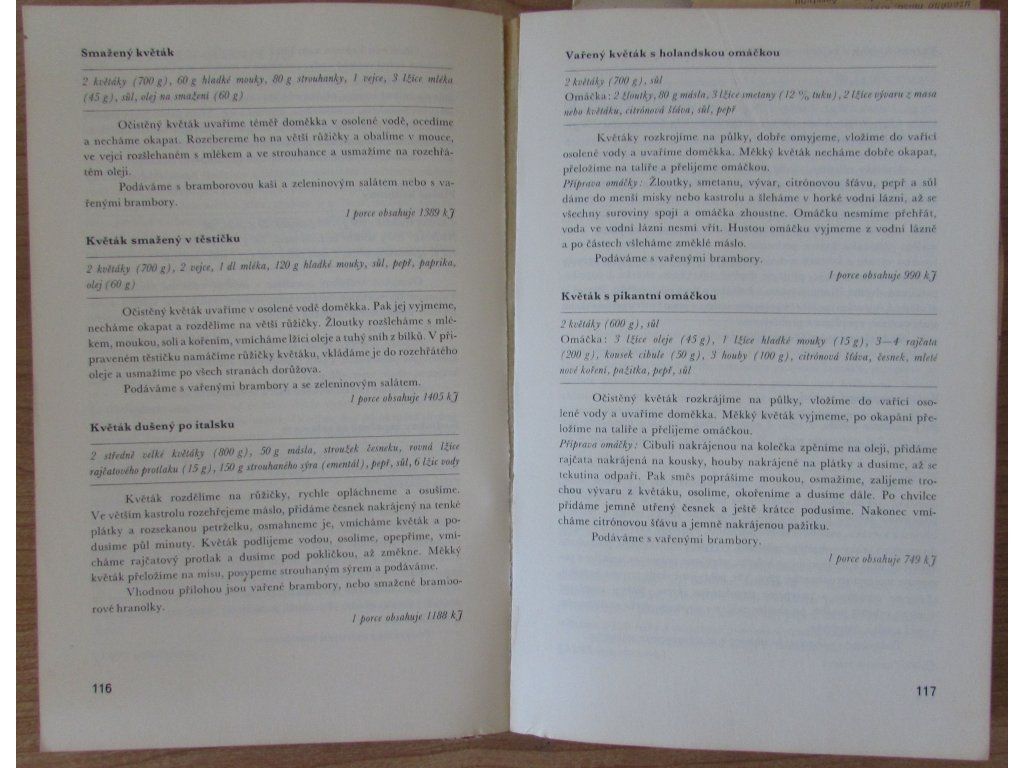 Smažený květák
2 květáky (700 g), 60 g hladké mouky, 80 g strouhanky, 1 vejce, 3 lžíce mléka
(45 g), sůl, olej na smažení (60 g)
Očistěný květák uvaříme téměř doměkka v osolené vodě, ocedíme
a necháme okapat. Rozebereme ho na větší růžičky a obalíme v mouce,
ve vejci rozšlehaném s mlékem a ve strouhance a usmažíme na rozehřá-
tém oleji.
Podáváme s bramborovou kaší a zeleninovým salátem nebo s va-
řenými brambory.
1 porce obsahuje 1389 kJ
Květák smažený v těstíčku
2 květáky (700 g), 2 vejce, 1 dl mléka, 120 g hladké mouky, sůl, pepř, paprika,
olej (60 g)
Očistěný květák uvaříme v osolené vodě doměkka. Pak jej vyjmeme,
necháme okapat a rozdělíme na větší růžičky. Žloutky rozšleháme s mlé-
kem, moukou, solí a kořením, vmícháme lžíci oleje a tuhý sníh z bílků. V při-
praveném těstíčku namáčíme růžičky květáku, vkládáme je do rozehřátého
oleje a usmažíme po všech stranách dorůžova.
Podáváme s vařenými brambory a se zeleninovým salátem.
1 porce obsahuje 1405 kJ
Květák dušený po italsku
2 středně velké květáky (800 g), 50 g másla, stroužek česneku, rovná lžíce
rajčatového protlaku (15 g), 150 g strouhaného sýra (ementál), pepř, sůl, 6 lžic vody
Květák rozdělíme na růžičky, rychle opláchneme a osušíme.
Ve větším kastrolu rozehřejeme máslo, přidáme česnek nakrájený na tenké
plátky a rozsekanou petrželku, osmahneme je, vmícháme květák a po-
dusíme půl minuty. Květák podlijeme vodou, osolíme, opepříme, vmí-
cháme rajčatový protlak a dusíme pod pokličkou, až změkne. Měkký
květák přeložíme na mísu, posypeme strouhaným sýrem a podáváme.
Vhodnou přílohou jsou vařené brambory, nebo smažené brambo-
rové hranolky.
1 porce obsahuje 1188 kJ
116
Vařený květák s holandskou omáčkou
2 květáky (700 g), sůl
Omáčka: 2 žloutky, 80 g másla, 3 lžíce smetany (12 % tuku), 2 lžíce vývaru z masa
nebo květáku, citrónová šťáva, sůl, pepř
Květáky rozkrojíme na půlky, dobře omyjeme, vložíme do vařící
osolené vody a uvaříme doměkka. Měkký květák necháme dobře okapat,
přeložíme na talíře a přelijeme omáčkou.
Příprava omáčky: Žloutky, smetanu, vývar, citrónovou šťávu, pepř a sůl
dáme do menší misky nebo kastrolu a šleháme v horké vodní lázni, až se
všechny suroviny spojí a omáčka zhoustne. Omáčku nesmíme přehřát,
voda ve vodní lázni nesmí vřít. Hustou omáčku vyjmeme z vodní lázně
a po částech všleháme změklé máslo.
Podáváme s vařenými brambory.
1 porce obsahuje 990 kJ
Květák s pikantní omáčkou
2 květáky (600 g), sůl
Omáčka: 3 lžíce oleje (45 g), 1 lžíce hladké mouky (15 g), 3—4 rajčata
(200 g), kousek cibule (50 g), 3 houby (100 g), citrónová šťáva, česnek, mleté
nové koření, pažitka, pepř, sůl
Očistěný květák rozkrájíme na půlky, vložíme do vařící oso-
lené vody a uvaříme doměkka. Měkký květák vyjmeme, po okapání pře-
ložíme na talíře a přelijeme omáčkou.
Příprava omáčky: Cibuli nakrájenou na kolečka zpěníme na oleji, přidáme
rajčata nakrájená na kousky, houby nakrájené na plátky a dusíme, až se
tekutina odpaří. Pak směs poprášíme moukou, osmažíme, zalijeme tro-
chou vývaru z květáku, osolíme, okořeníme a dusíme dále. Po chvilce
přidáme jemně utřený česnek a ještě krátce podusíme. Nakonec vmí-
cháme citrónovou šťávu a jemně nakrájenou pažitku.
Podáváme s vařenými brambory.
1 porce obsahuje 749 kJ
117